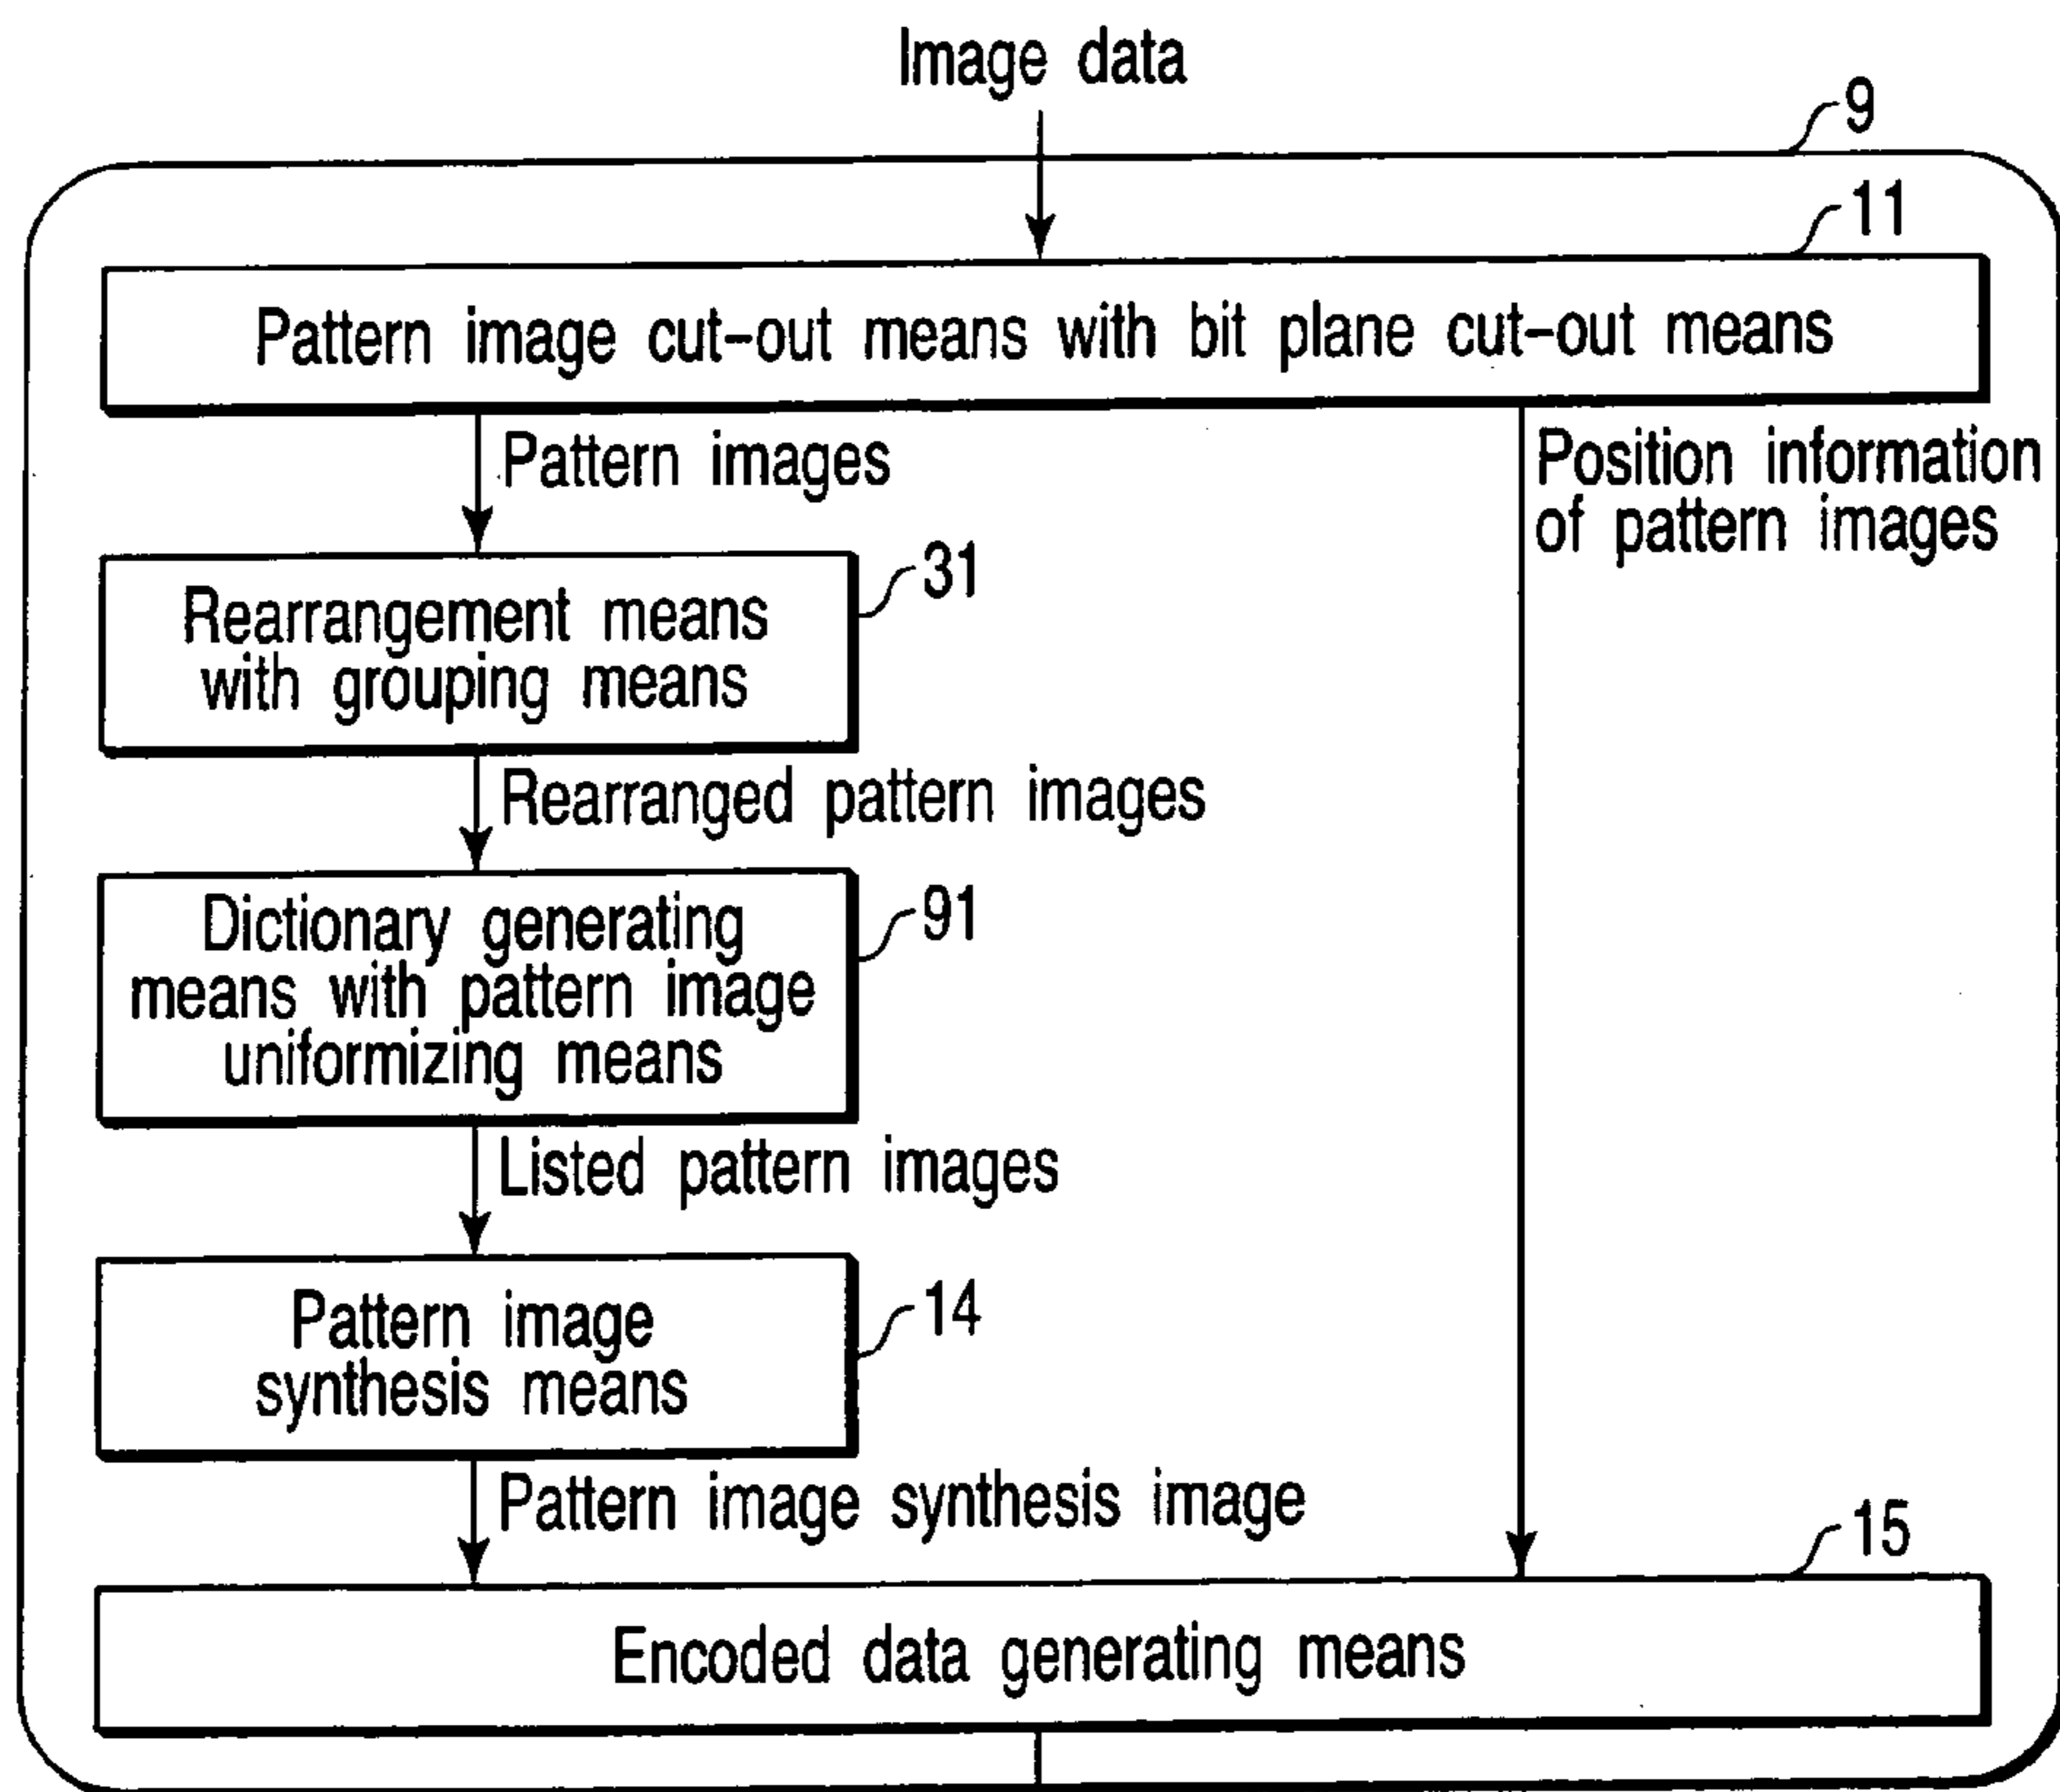 Image data
9
11
Pattern image cut-out means with bit plane cut-out means
Pattern images
Position information
of pattern images
31
Rearrangement means
with grouping means
Rearranged pattern images
91
Dictionary generating
means with pattern image
uniformizing means
Listed pattern images
14
Pattern image
synthesis means
Pattern image synthesis image
15
Encoded data generating means